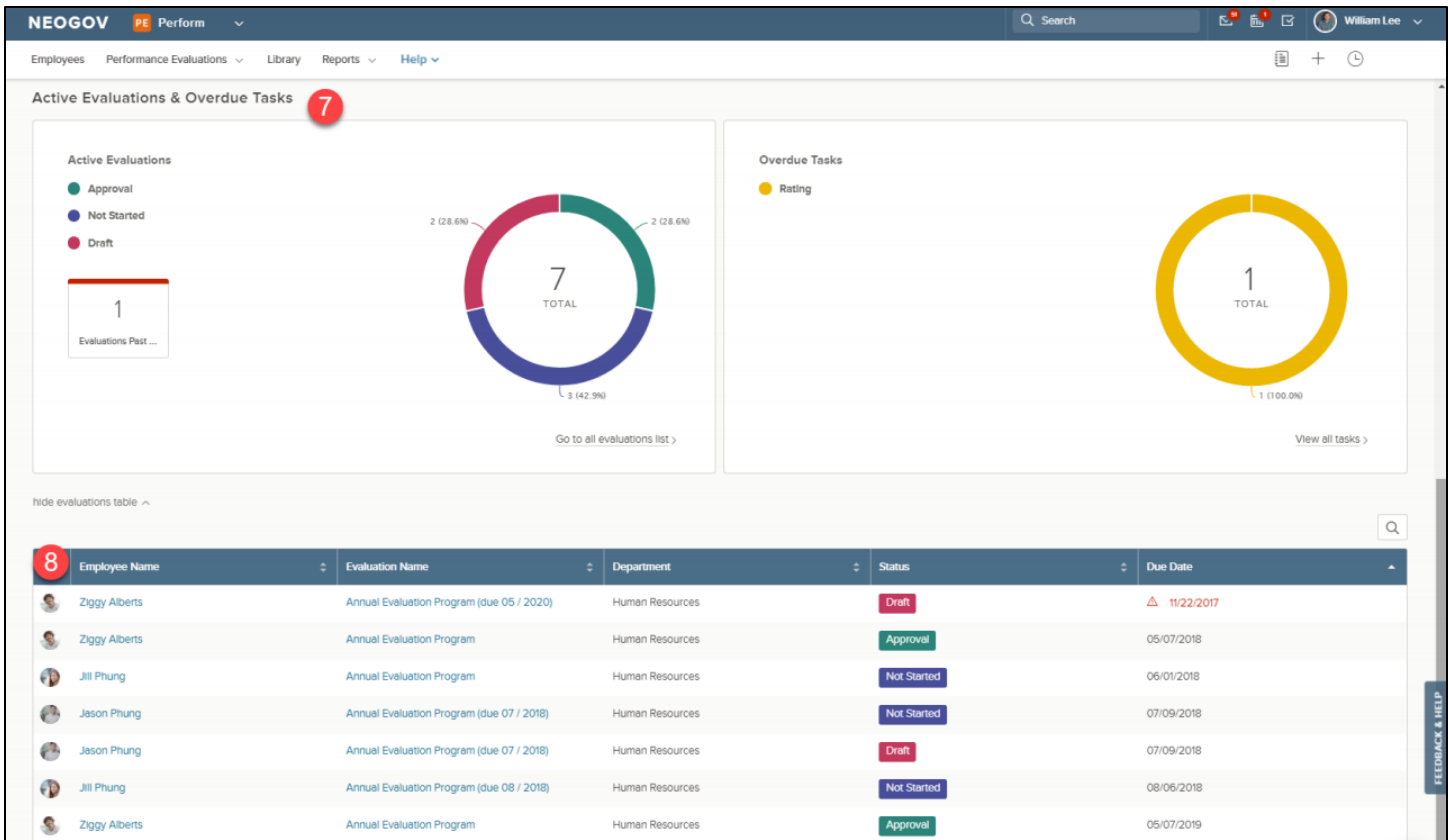 NEOGOV PE Perform Search 51 1 William Lee
Employees Performance Evaluations Library Reports Help
Active Evaluations & Overdue Tasks 7
Active Evaluations
Approval
Not Started
Draft
1
Evaluations Past ...
2 (28.6%)
2 (28.6%)
7
TOTAL
3 (42.9%)
Go to all evaluations list >
Overdue Tasks
Rating
1
TOTAL
1 (100.0%)
View all tasks >
hide evaluations table
8 Employee Name Evaluation Name Department Status Due Date
Ziggy Alberts Annual Evaluation Program (due 05 / 2020) Human Resources Draft 11/22/2017
Ziggy Alberts Annual Evaluation Program Human Resources Approval 05/07/2018
Jill Phung Annual Evaluation Program Human Resources Not Started 06/01/2018
Jason Phung Annual Evaluation Program (due 07 / 2018) Human Resources Not Started 07/09/2018
Jason Phung Annual Evaluation Program (due 07 / 2018) Human Resources Draft 07/09/2018
Jill Phung Annual Evaluation Program (due 08 / 2018) Human Resources Not Started 08/06/2018
Ziggy Alberts Annual Evaluation Program Human Resources Approval 05/07/2019
FEEDBACK & HELP